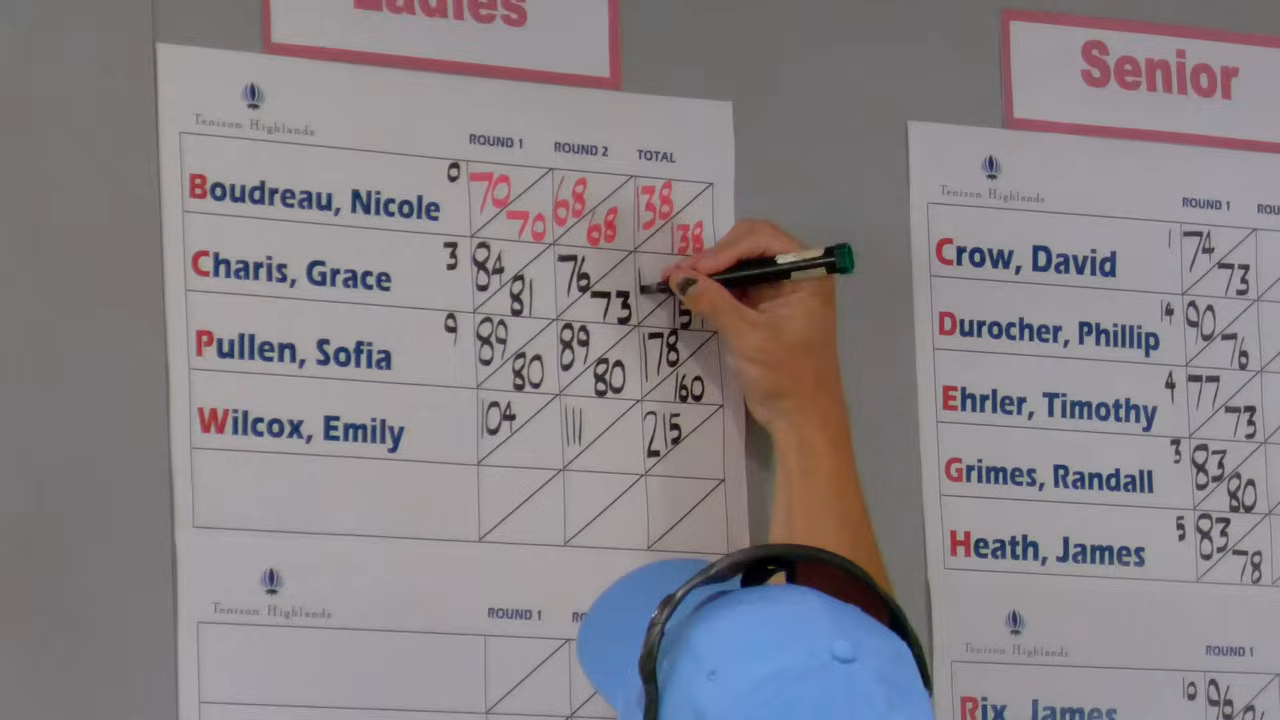 Ladies
Tenison Highlands
ROUND 1 ROUND 2 TOTAL
Boudreau, Nicole 0 70 70 68 68 138 138
Charis, Grace 3 84 81 76 73
Pullen, Sofia 9 89 80 89 80 178 160
Wilcox, Emily 104 111 215
Tenison Highlands
ROUND 1
Senior
Tenison Highlands
ROUND 1
Crow, David 1 74 73
Durocher, Phillip 14 90 76
Ehrler, Timothy 4 77 73
Grimes, Randall 3 83 80
Heath, James 5 83 78
Tenison Highlands
ROUND 1
Rix, James 10 96